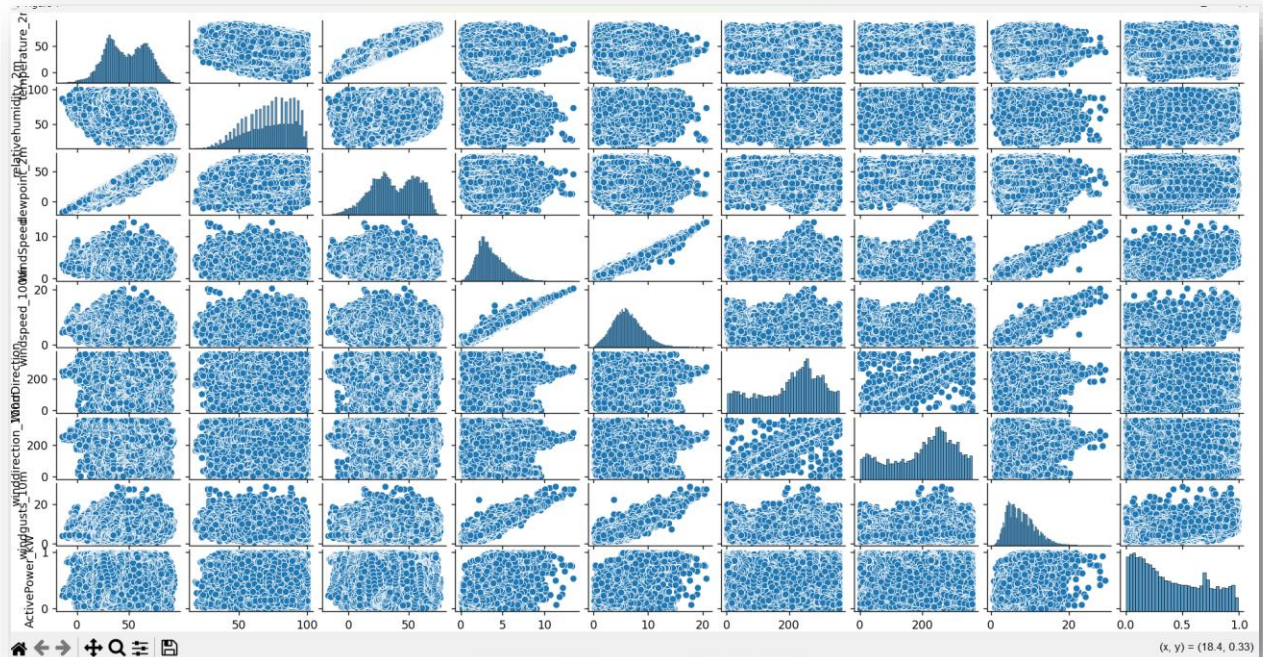 temperature_2m
50
0
relativehumidity_2m
100
50
dewpoint_2m
50
0
WindSpeed
10
0
windspeed_100m
20
0
WindDirection
200
0
winddirection_100m
200
0
windgusts_10m
20
0
ActivePower_kW
1
0
0 50 50 100 0 50 0 5 10 0 10 20 0 200 0 200 0 20 0.0 0.5 1.0
(x, y) = (18.4, 0.33)